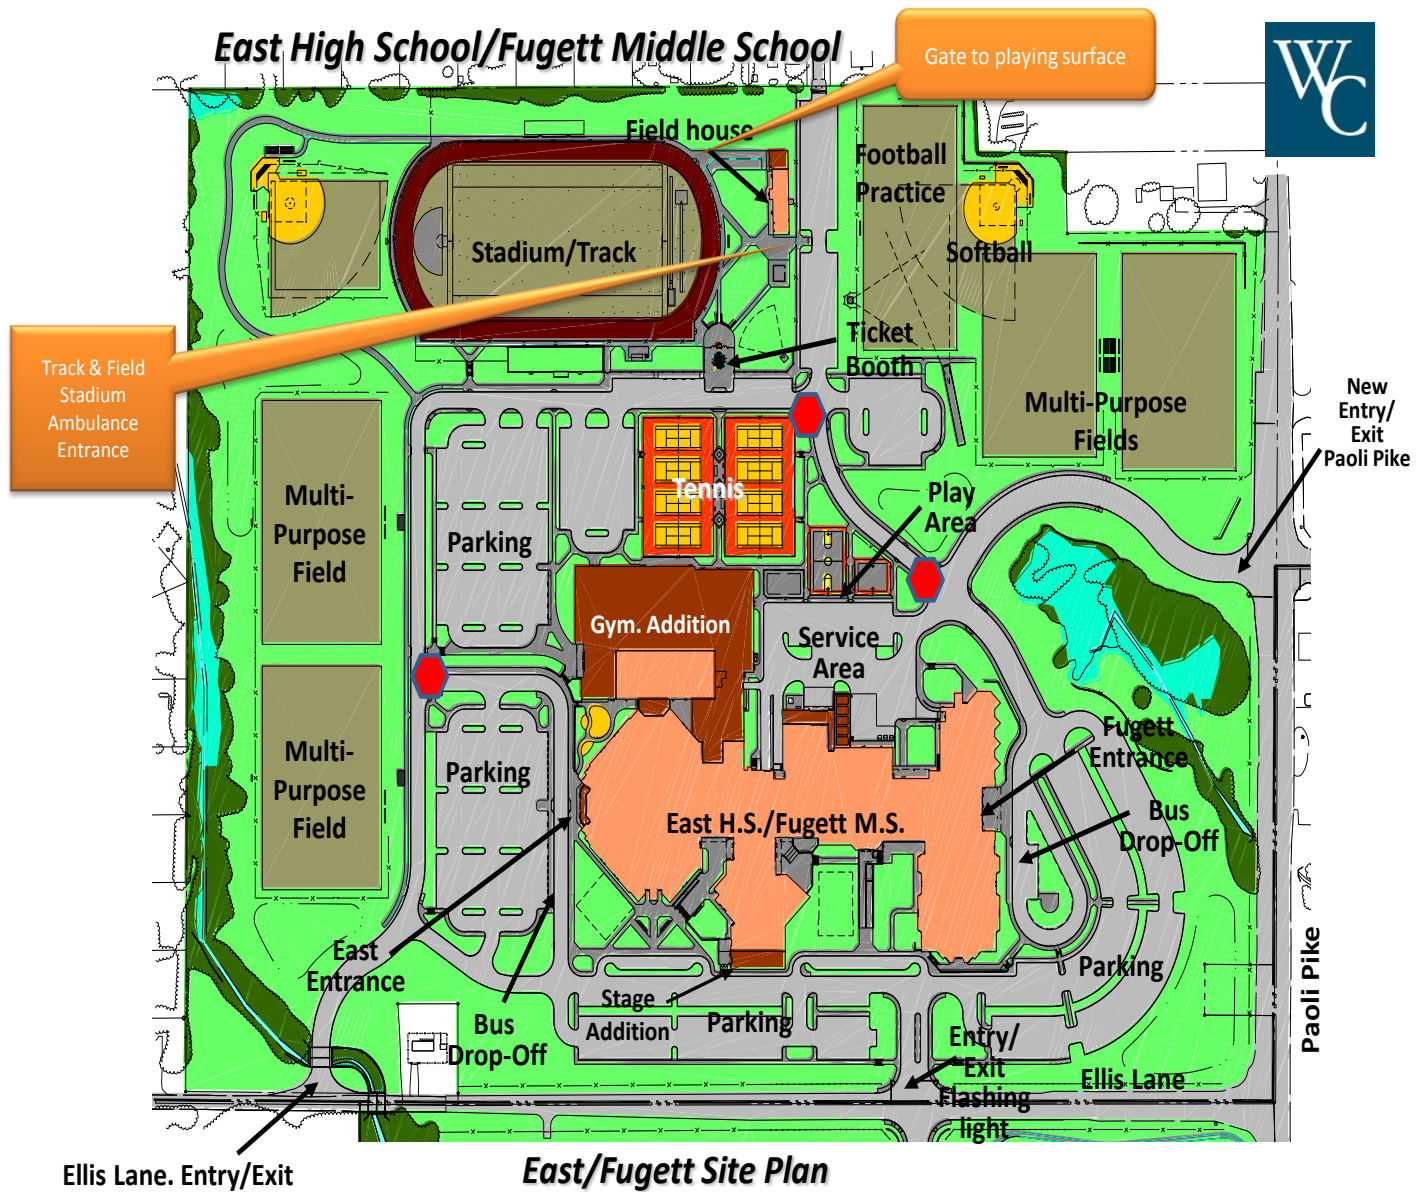 East High School/Fugett Middle School
Gate to playing surface
WC
Field house
Football
Practice
Stadium/Track
Softball
Ticket
Booth
Track & Field
Stadium
Ambulance
Entrance
New
Entry/
Exit
Paoli Pike
Multi-Purpose
Fields
Multi-
Purpose
Field
Tennis
Play
Area
Parking
Gym. Addition
Service
Area
Multi-
Purpose
Field
Parking
Fugett
Entrance
East H.S./Fugett M.S.
Bus
Drop-Off
East
Entrance
Parking
Stage
Addition
Parking
Bus
Drop-Off
Entry/
Exit
Flashing
light
Paoli Pike
Ellis Lane
Ellis Lane. Entry/Exit
East/Fugett Site Plan